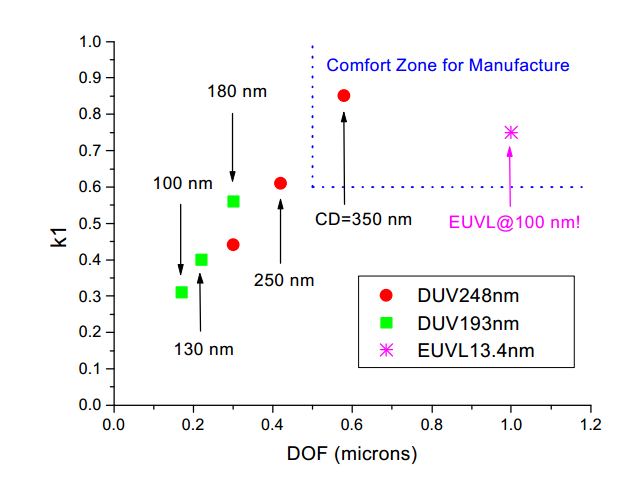 1.0
0.9
0.8
0.7
0.6
0.5
0.4
0.3
0.2
0.1
0.0
k1
Comfort Zone for Manufacture
180 nm
100 nm
CD=350 nm
EUVL@100 nm!
250 nm
130 nm
DUV248nm
DUV193nm
EUVL13.4nm
0.0 0.2 0.4 0.6 0.8 1.0 1.2
DOF (microns)